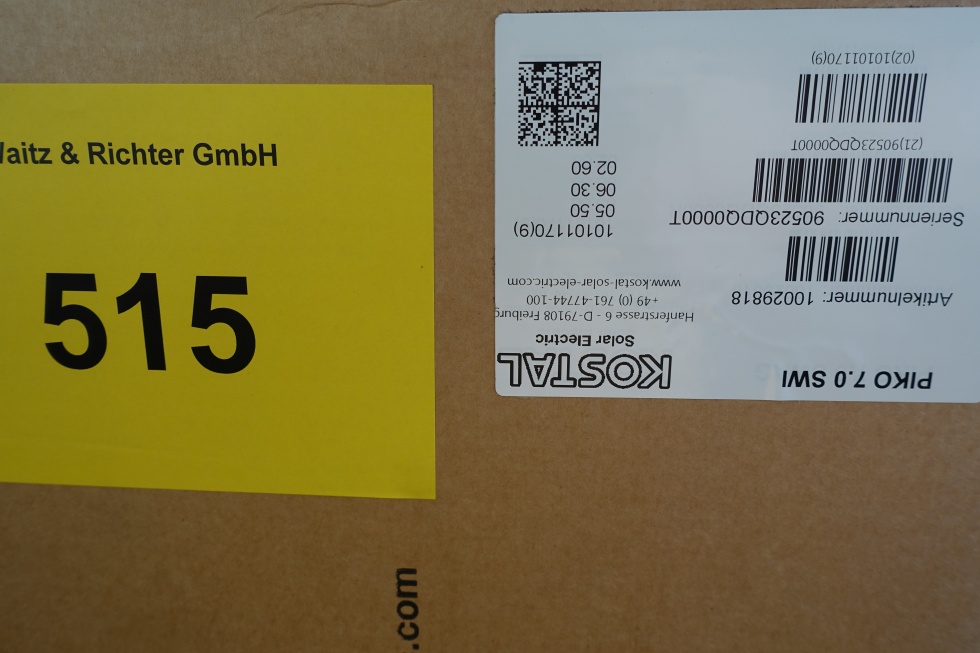 & Richter GmbH
515
.com
PIKO 7.0 SWI
Artikelnummer: 10029818
Seriennummer: 90523QDQ0000T
(21)90523QDQ0000T
(02)10101170(9)
KOSTAL
Solar Electric
Hanferstrasse 6 - D-79108 Freiburg
+49 (0) 761-47744-100
www.kostal-solar-electric.com
10101170(9)
05.50
06.30
02.60